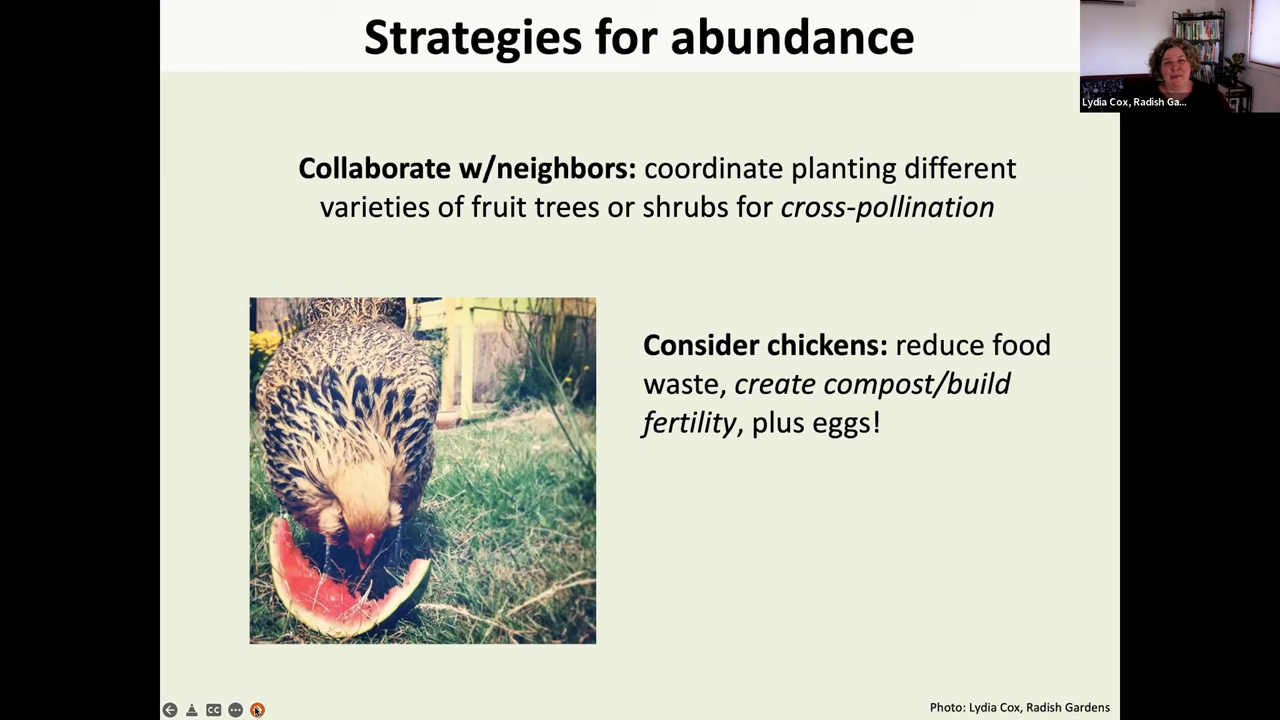 Strategies for abundance
Lydia Cox, Radish Ga...
Collaborate w/neighbors: coordinate planting different
varieties of fruit trees or shrubs for cross-pollination
Consider chickens: reduce food
waste, create compost/build
fertility, plus eggs!
CC
Photo: Lydia Cox, Radish Gardens